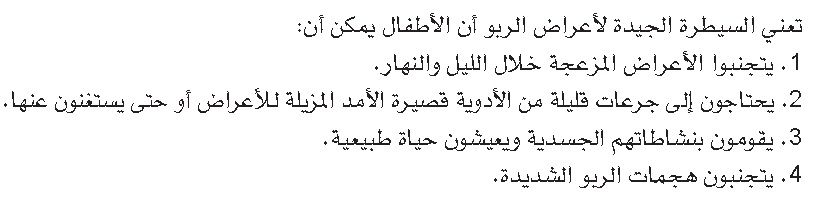 تعني السيطرة الجيدة لأعراض الربو أن الأطفال يمكن أن:
1. يتجنبوا الأعراض المزعجة خلال الليل والنهار.
2. يحتاجون إلى جرعات قليلة من الأدوية قصيرة الأمد المزيلة للأعراض أو حتى يستغنون عنها.
3. يقومون بنشاطاتهم الجسدية ويعيشون حياة طبيعية.
4. يتجنبون هجمات الربو الشديدة.